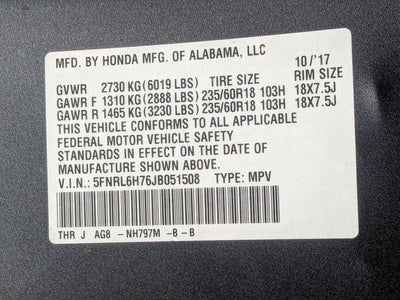 MFD. BY HONDA MFG. OF ALABAMA, LLC 10/'17
GVWR 2730 KG(6019 LBS) TIRE SIZE RIM SIZE
GAWR F 1310 KG(2888 LBS) 235/60R18 103H 18X7.5J
GAWR R 1465 KG(3230 LBS) 235/60R18 103H 18X7.5J
THIS VEHICLE CONFORMS TO ALL APPLICABLE
FEDERAL MOTOR VEHICLE SAFETY
STANDARDS IN EFFECT ON THE DATE OF
MANUFACTURE SHOWN ABOVE.
V.I.N.: 5FNRL6H76JB051508 TYPE: MPV
THR J AG8 -NH797M -B-B